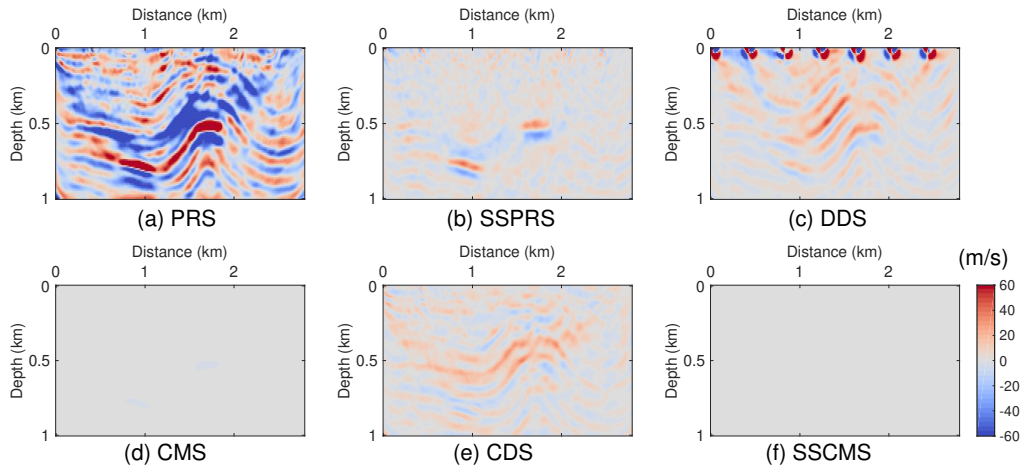 Distance (km)
Distance (km)
Distance (km)
0 1 2
0 1 2
0 1 2
0
0.5
1
Depth (km)
0
0.5
1
Depth (km)
0
0.5
1
Depth (km)
(a) PRS
(b) SSPRS
(c) DDS
Distance (km)
Distance (km)
Distance (km)
(m/s)
0 1 2
0 1 2
0 1 2
0
0.5
1
Depth (km)
0
0.5
1
Depth (km)
0
0.5
1
Depth (km)
60
40
20
0
-20
-40
-60
(d) CMS
(e) CDS
(f) SSCMS